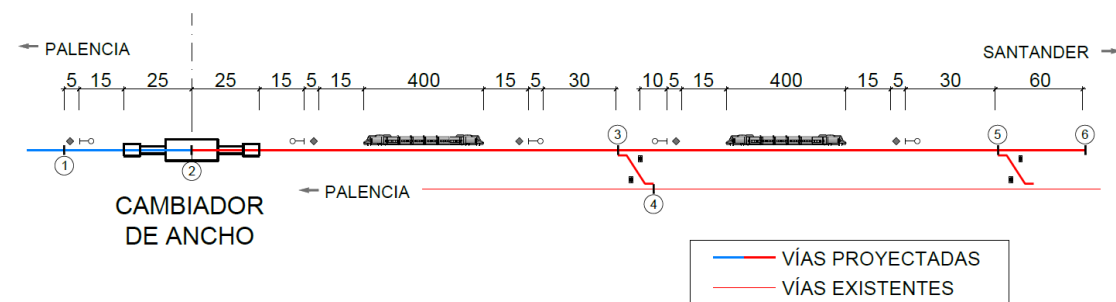 PALENCIA
SANTANDER
5 15 25 25 15 5 15 400 15 5 30 10 5 15 400 15 5 30 60
1 2 3 5 6
4
PALENCIA
CAMBIADOR
DE ANCHO
VÍAS PROYECTADAS
VÍAS EXISTENTES